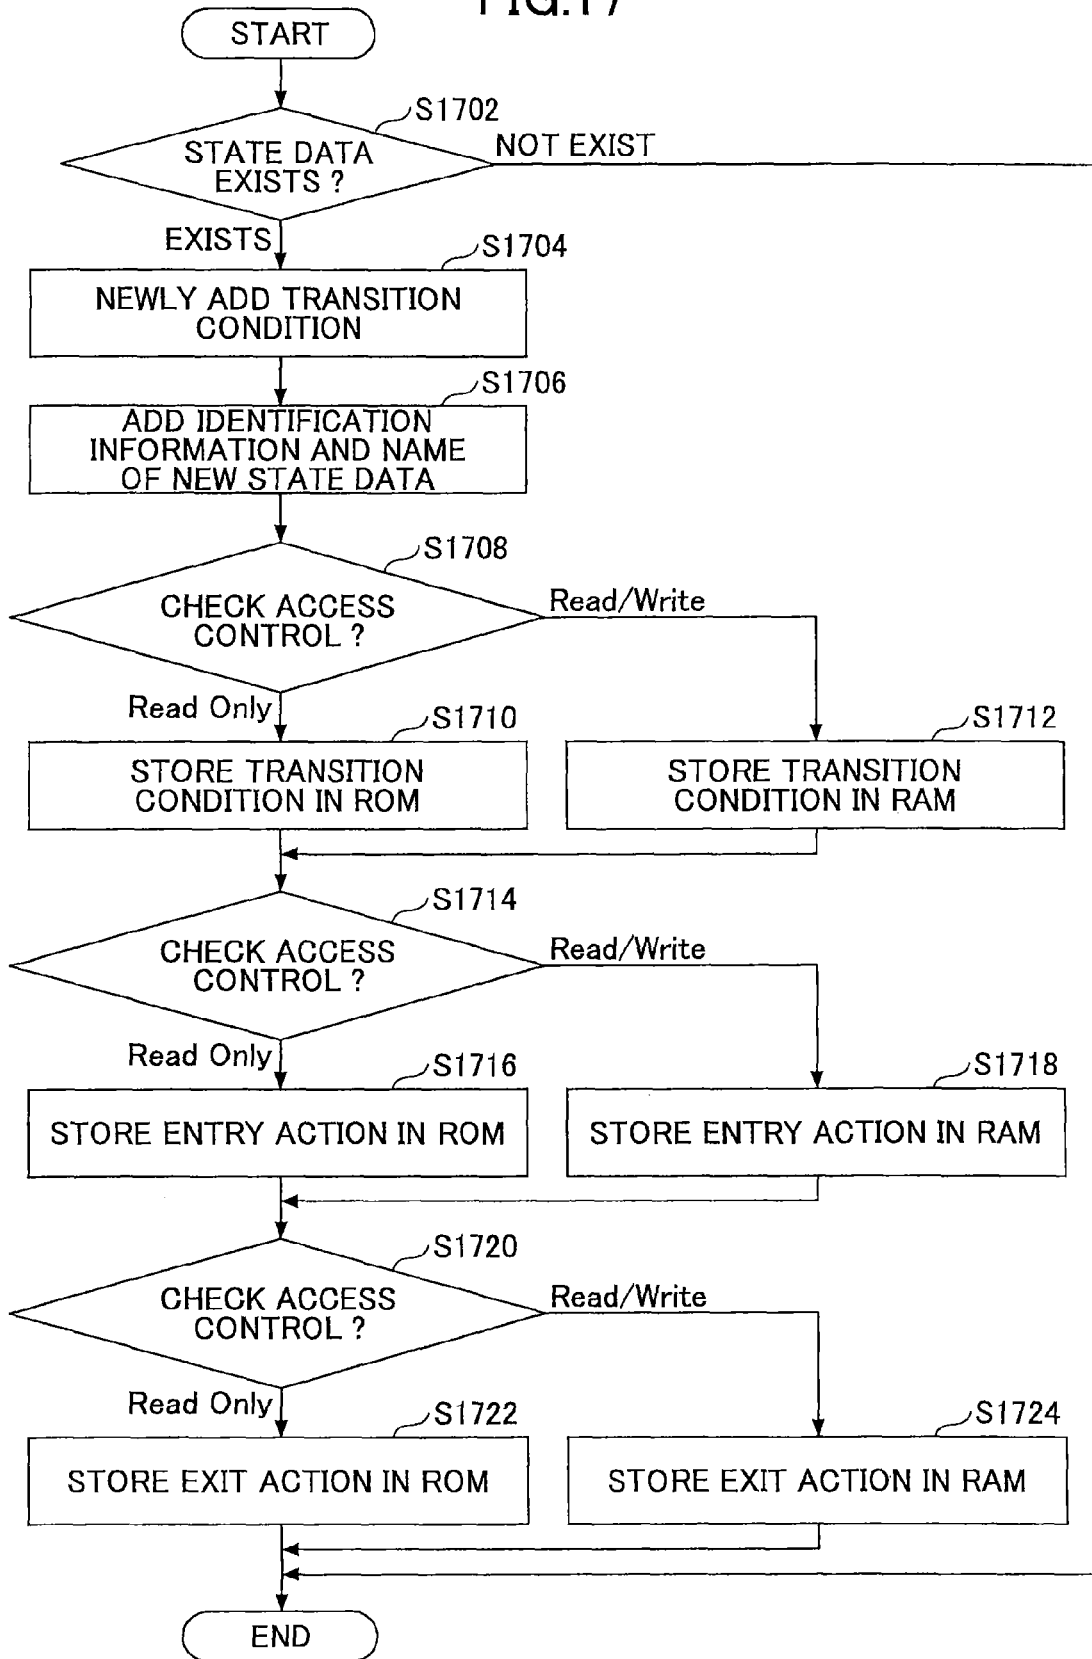 FIG.17
START
S1702
STATE DATA
EXISTS ?
NOT EXIST
EXISTS
S1704
NEWLY ADD TRANSITION
CONDITION
S1706
ADD IDENTIFICATION
INFORMATION AND NAME
OF NEW STATE DATA
S1708
CHECK ACCESS
CONTROL ?
Read/Write
Read Only
S1710
STORE TRANSITION
CONDITION IN ROM
S1712
STORE TRANSITION
CONDITION IN RAM
S1714
CHECK ACCESS
CONTROL ?
Read/Write
Read Only
S1716
STORE ENTRY ACTION IN ROM
S1718
STORE ENTRY ACTION IN RAM
S1720
CHECK ACCESS
CONTROL ?
Read/Write
Read Only
S1722
STORE EXIT ACTION IN ROM
S1724
STORE EXIT ACTION IN RAM
END